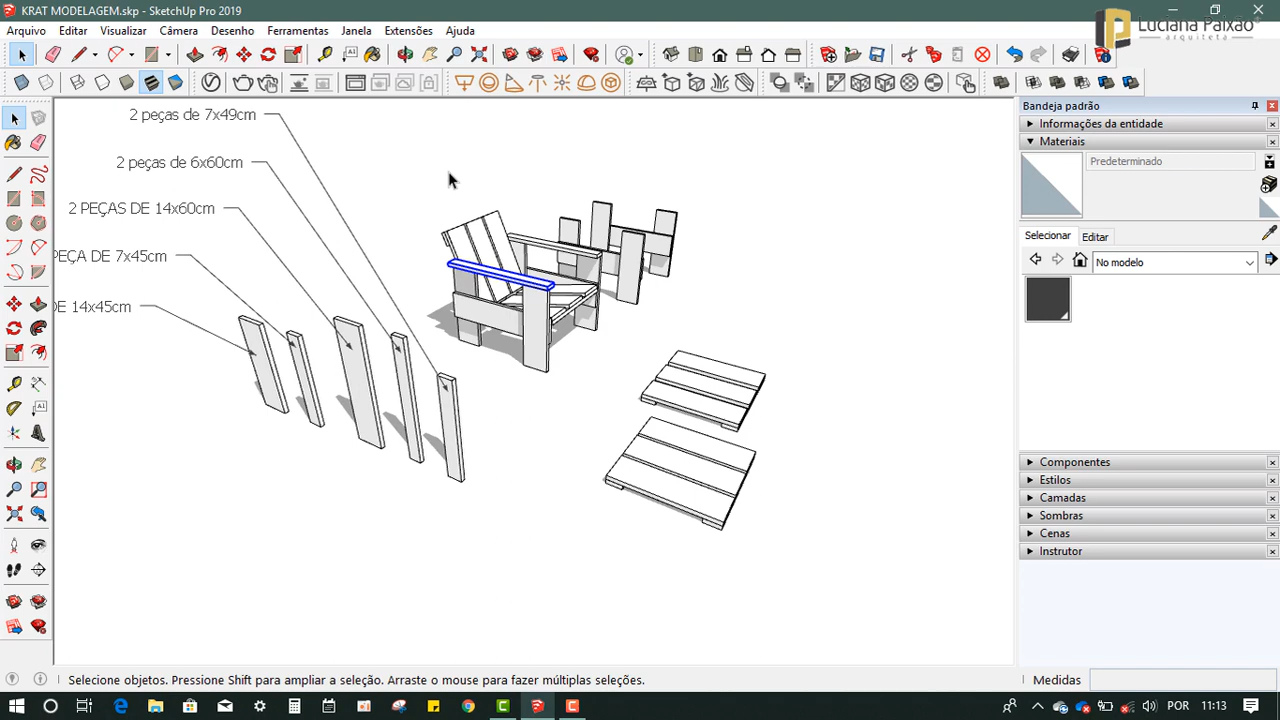 KRAT MODELAGEM.skp - SketchUp Pro 2019
Luciana Paixão
arquiteta
Arquivo Editar Visualizar Câmera Desenho Ferramentas Janela Extensões Ajuda
Bandeja padrão
Informações da entidade
Materiais
Predeterminado
Selecionar Editar
No modelo
Componentes
Estilos
Camadas
Sombras
Cenas
Instrutor
2 peças de 7x49cm
2 peças de 6x60cm
2 PEÇAS DE 14x60cm
PEÇA DE 7x45cm
DE 14x45cm
Selecione objetos. Pressione Shift para ampliar a seleção. Arraste o mouse para fazer múltiplas seleções.
Medidas
POR 11:13